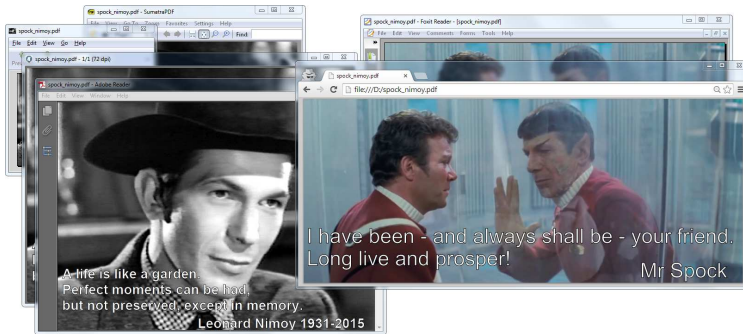 spock_nimoy.pdf - SumatraPDF
File View Go To Zoom Favorites Settings Help
Find:
spock_nimoy.pdf
File Edit View Go Help
spock_nimoy.pdf - 1/1 (72 dpi)
spock_nimoy.pdf - Adobe Reader
File Edit View Window Help
A life is like a garden.
Perfect moments can be had,
but not preserved, except in memory.
Leonard Nimoy 1931-2015
spock_nimoy.pdf - Foxit Reader - [spock_nimoy.pdf]
File Edit View Comments Forms Tools Help
spock_nimoy.pdf
file:///D:/spock_nimoy.pdf
I have been - and always shall be - your friend.
Long live and prosper!
Mr Spock